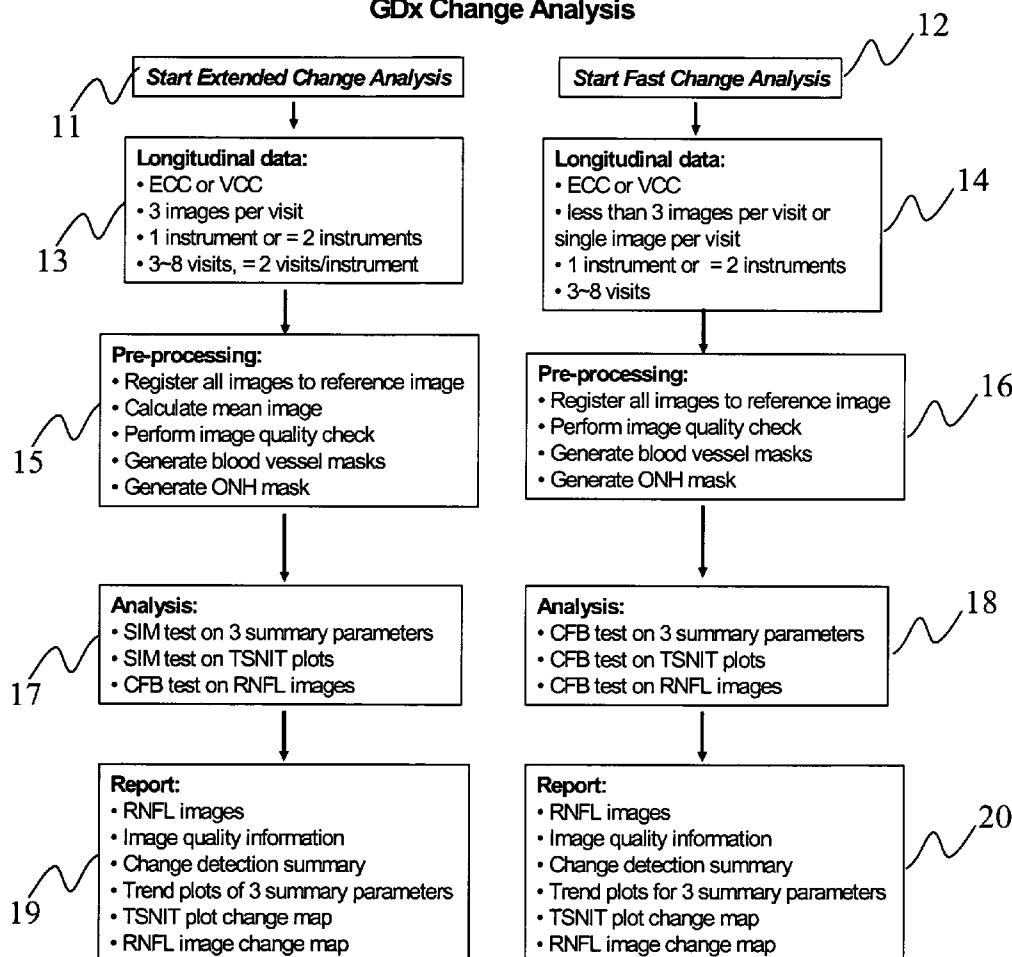 GDx Change Analysis
12
Start Extended Change Analysis
Start Fast Change Analysis
11
Longitudinal data:
• ECC or VCC
• 3 images per visit
• 1 instrument or = 2 instruments
• 3~8 visits, = 2 visits/instrument
13
Longitudinal data:
• ECC or VCC
• less than 3 images per visit or
single image per visit
• 1 instrument or = 2 instruments
• 3~8 visits
14
Pre-processing:
• Register all images to reference image
• Calculate mean image
• Perform image quality check
• Generate blood vessel masks
• Generate ONH mask
15
Pre-processing:
• Register all images to reference image
• Perform image quality check
• Generate blood vessel masks
• Generate ONH mask
16
Analysis:
• SIM test on 3 summary parameters
• SIM test on TSNIT plots
• CFB test on RNFL images
17
Analysis:
• CFB test on 3 summary parameters
• CFB test on TSNIT plots
• CFB test on RNFL images
18
Report:
• RNFL images
• Image quality information
• Change detection summary
• Trend plots of 3 summary parameters
• TSNIT plot change map
• RNFL image change map
19
Report:
• RNFL images
• Image quality information
• Change detection summary
• Trend plots for 3 summary parameters
• TSNIT plot change map
• RNFL image change map
20